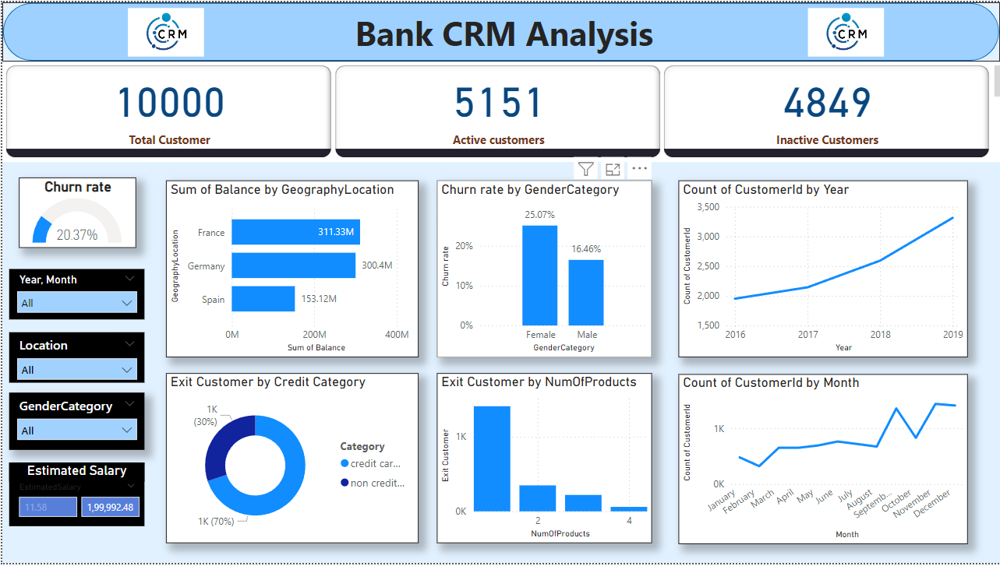 CRM
Bank CRM Analysis
CRM
10000
Total Customer
5151
Active customers
4849
Inactive Customers
Churn rate
20.37%
Year, Month
All
Location
All
GenderCategory
All
Estimated Salary
EstimatedSalary
11.58
1,99,992.48
Sum of Balance by GeographyLocation
GeographyLocation
France
311.33M
Germany
300.4M
Spain
153.12M
0M
200M
400M
Sum of Balance
Churn rate by GenderCategory
Churn rate
25.07%
16.46%
20%
10%
0%
Female
Male
GenderCategory
Count of CustomerId by Year
Count of CustomerId
3,500
3,000
2,500
2,000
1,500
2016
2017
2018
2019
Year
Exit Customer by Credit Category
1K
(30%)
1K (70%)
Category
credit car...
non credit...
Exit Customer by NumOfProducts
Exit Customer
1K
0K
2
4
NumOfProducts
Count of CustomerId by Month
Count of CustomerId
1K
0K
January
February
March
April
May
June
July
August
Septemb...
October
November
December
Month